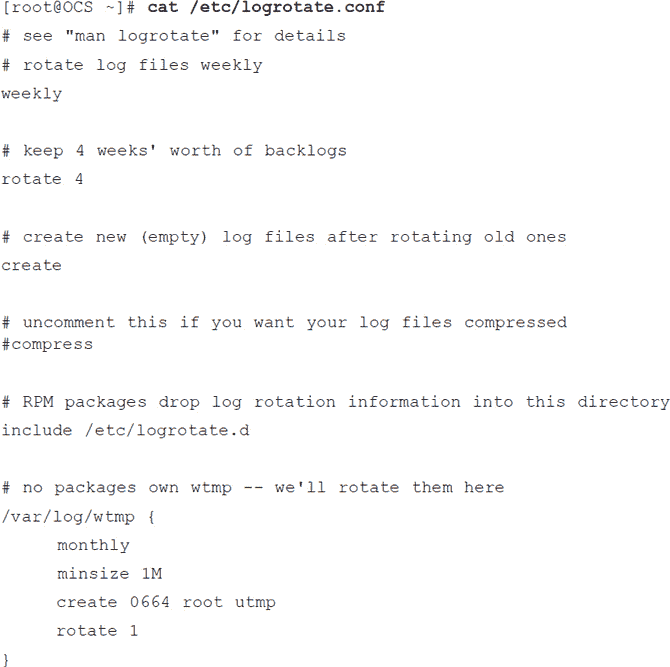 [root@OCS ~]# cat /etc/logrotate.conf
# see "man logrotate" for details
# rotate log files weekly
weekly
# keep 4 weeks' worth of backlogs
rotate 4
# create new (empty) log files after rotating old ones
create
# uncomment this if you want your log files compressed
#compress
# RPM packages drop log rotation information into this directory
include /etc/logrotate.d
# no packages own wtmp -- we'll rotate them here
/var/log/wtmp {
monthly
minsize 1M
create 0664 root utmp
rotate 1
}